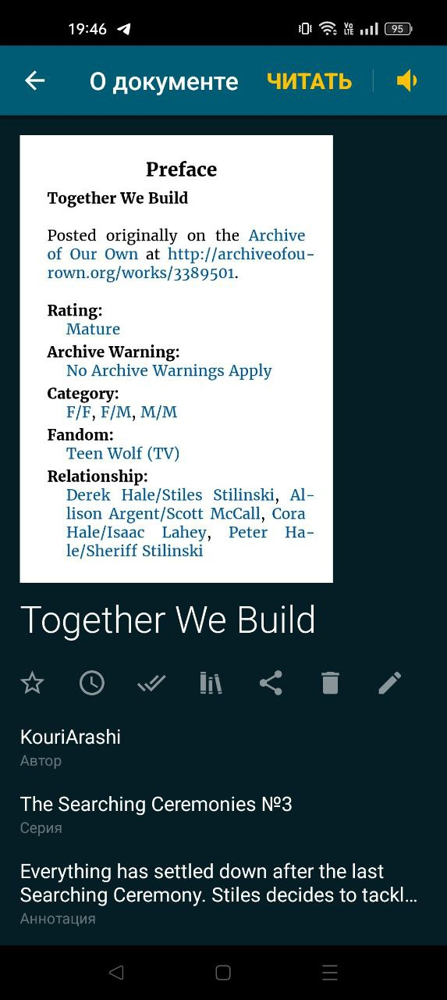 19:46
Vo
LTE
95
О документе
ЧИТАТЬ
Preface
Together We Build
Posted originally on the Archive
of Our Own at http://archiveofou-
rown.org/works/3389501.
Rating:
Mature
Archive Warning:
No Archive Warnings Apply
Category:
F/F, F/M, M/M
Fandom:
Teen Wolf (TV)
Relationship:
Derek Hale/Stiles Stilinski, Al-
lison Argent/Scott McCall, Cora
Hale/Isaac Lahey, Peter Ha-
le/Sheriff Stilinski
Together We Build
KouriArashi
Автор
The Searching Ceremonies №3
Серия
Everything has settled down after the last
Searching Ceremony. Stiles decides to tackl...
Аннотация